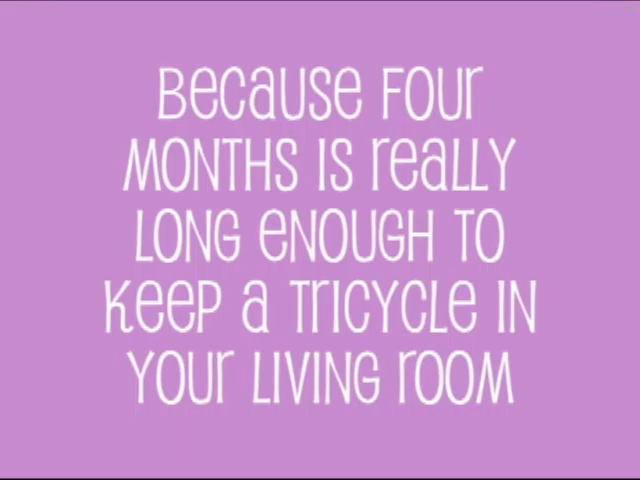 Because four
months is really
long enough to
keep a tricycle in
your living room